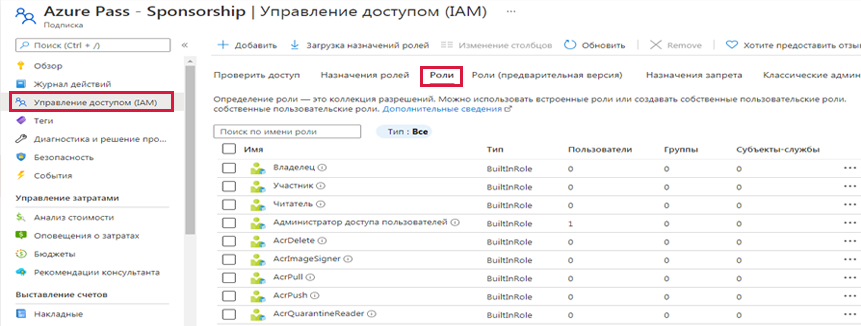 Azure Pass - Sponsorship | Управление доступом (IAM) ...
Подписка
Поиск (Ctrl + /)
«
Обзор
Журнал действий
Управление доступом (IAM)
Теги
Диагностика и решение про...
Безопасность
События
Управление затратами
Анализ стоимости
Оповещения о затратах
Бюджеты
Рекомендации консультанта
Выставление счетов
Накладные
Добавить Загрузка назначений ролей Изменение столбцов Обновить Remove Хотите предоставить отзы
Проверить доступ Назначения ролей Роли Роли (предварительная версия) Назначения запрета Классические админ
Определение роли — это коллекция разрешений. Можно использовать встроенные роли или создавать собственные пользовательские роли.
собственные пользовательские роли. Дополнительные сведения
Поиск по имени роли Тип : Все
Имя Тип Пользователи Группы Субъекты-службы
Владелец BuiltInRole 0 0 0 ...
Участник BuiltInRole 0 0 0 ...
Читатель BuiltInRole 0 0 0 ...
Администратор доступа пользователей BuiltInRole 1 0 0 ...
AcrDelete BuiltInRole 0 0 0 ...
AcrImageSigner BuiltInRole 0 0 0 ...
AcrPull BuiltInRole 0 0 0 ...
AcrPush BuiltInRole 0 0 0 ...
AcrQuarantineReader BuiltInRole 0 0 0 ...